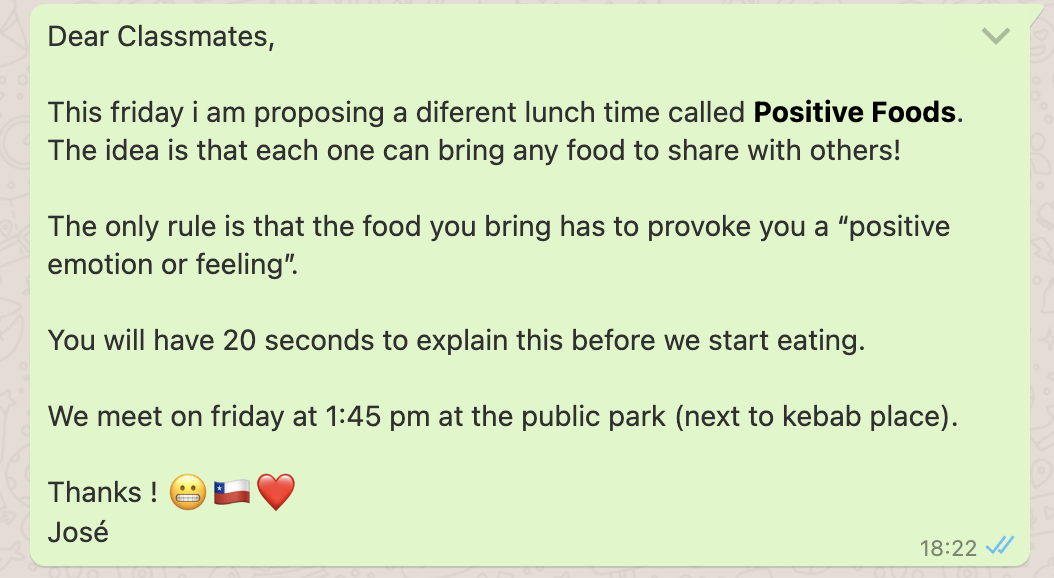 Dear Classmates,
This friday i am proposing a diferent lunch time called Positive Foods.
The idea is that each one can bring any food to share with others!
The only rule is that the food you bring has to provoke you a “positive
emotion or feeling”.
You will have 20 seconds to explain this before we start eating.
We meet on friday at 1:45 pm at the public park (next to kebab place).
Thanks ! 😬🇨🇱❤️
José
18:22